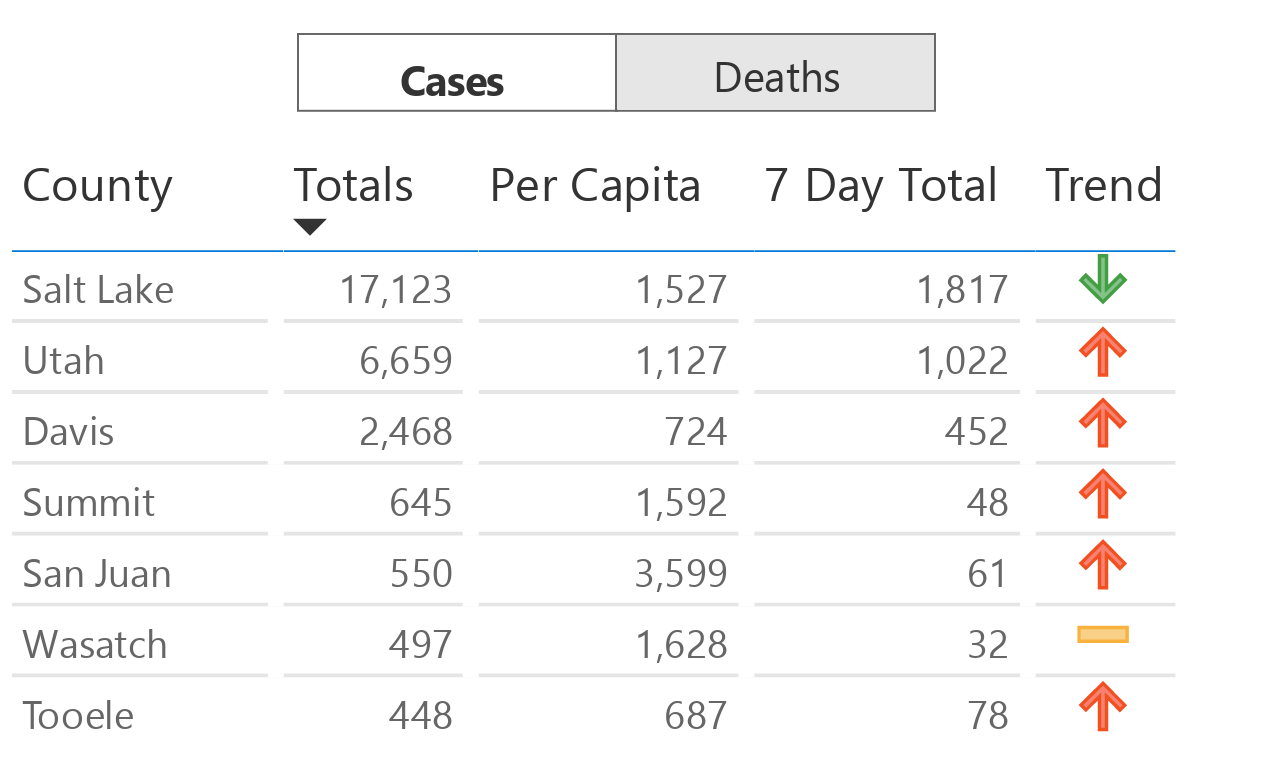 Cases Deaths
County Totals Per Capita 7 Day Total Trend
Salt Lake 17,123 1,527 1,817
Utah 6,659 1,127 1,022
Davis 2,468 724 452
Summit 645 1,592 48
San Juan 550 3,599 61
Wasatch 497 1,628 32
Tooele 448 687 78